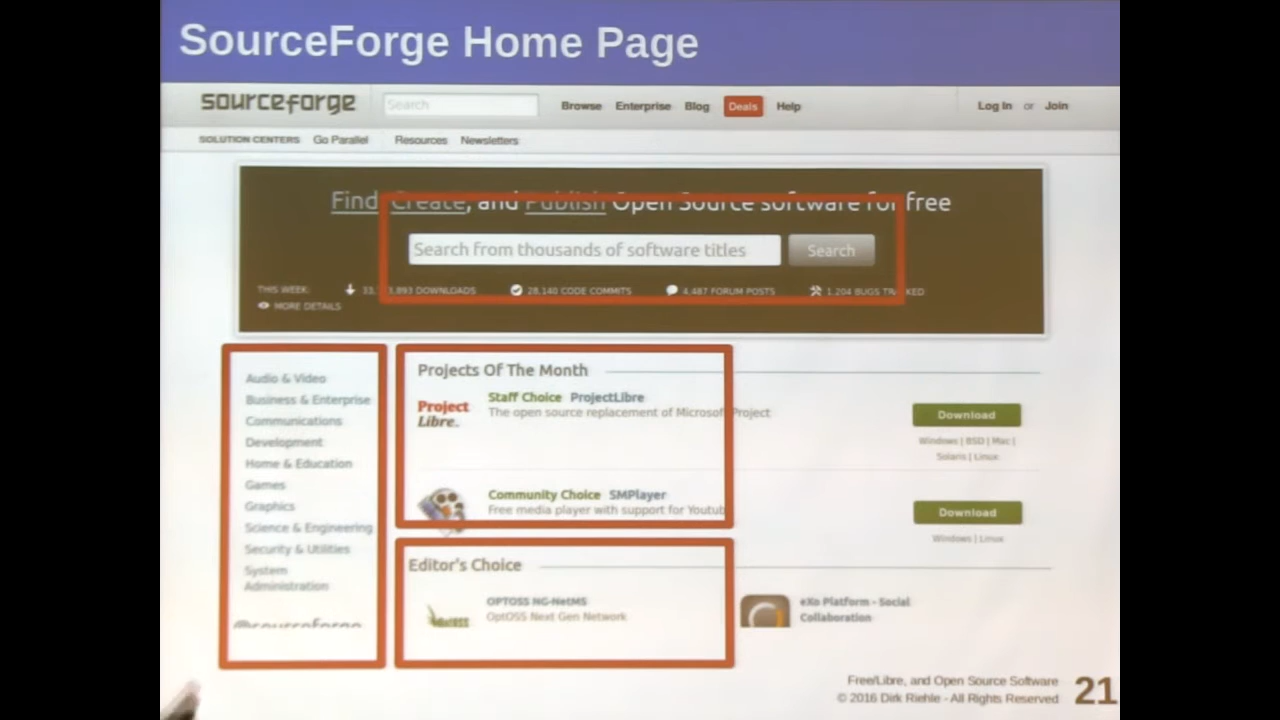 SourceForge Home Page
sourceforge Search Browse Enterprise Blog Deals Help Log In or Join
SOLUTION CENTERS Go Parallel Resources Newsletters
Find, Create, and Publish Open Source software for free
Search from thousands of software titles Search
THIS WEEK: 28,140 CODE COMMITS 4,487 FORUM POSTS 1,204 BUGS TRACKED
MORE DETAILS
Audio & Video
Business & Enterprise
Communications
Development
Home & Education
Games
Graphics
Science & Engineering
Security & Utilities
System
Administration
@sourceforge
Projects Of The Month
Project
Libre.
Staff Choice ProjectLibre
The open source replacement of Microsoft Project
Download
Windows | BSD | Mac |
Solaris | Linux
Community Choice SMPlayer
Free media player with support for Youtub
Download
Windows | Linux
Editor's Choice
OPTOSS NG-NetMS
OptOSS Next Gen Network
eXo Platform - Social
Collaboration
Free/Libre, and Open Source Software
© 2016 Dirk Riehle - All Rights Reserved
21